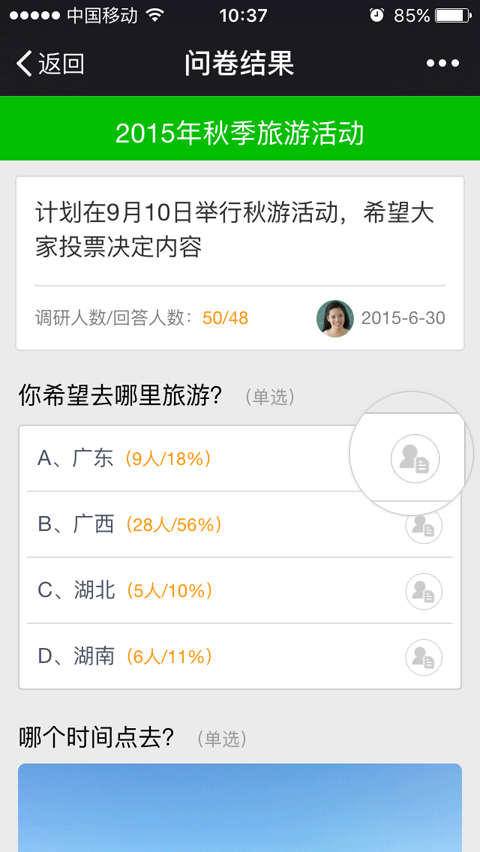 中国移动 10:37 85%
返回 问卷结果
2015年秋季旅游活动
计划在9月10日举行秋游活动，希望大
家投票决定内容
调研人数/回答人数：50/48 2015-6-30
你希望去哪里旅游？（单选）
A、广东（9人/18%）
B、广西（28人/56%）
C、湖北（5人/10%）
D、湖南（6人/11%）
哪个时间点去？（单选）